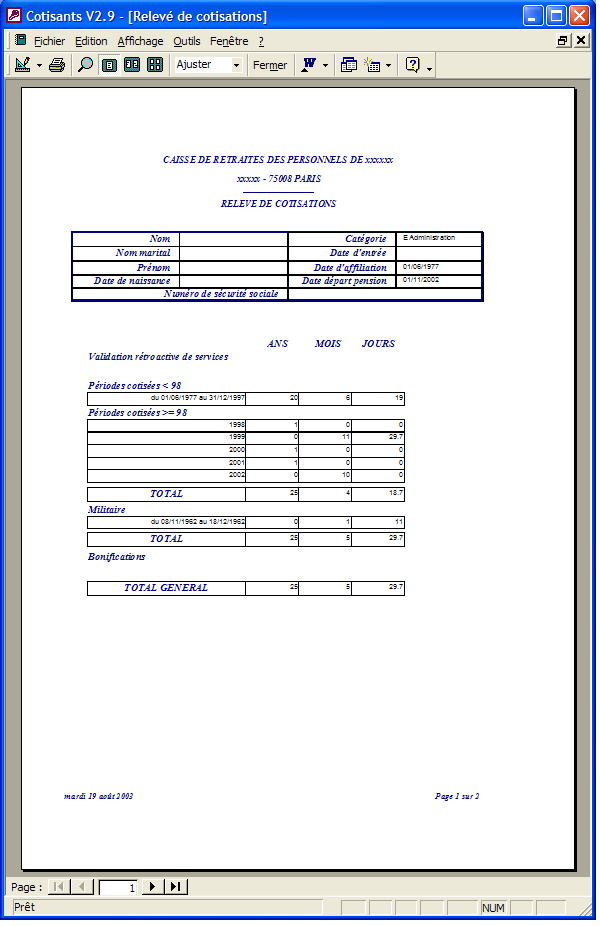 Cotisants V2.9 - [Relevé de cotisations]
Fichier Edition Affichage Outils Fenêtre ?
Ajuster Fermer W ?
CAISSE DE RETRAITES DES PERSONNELS DE xxxxxx
xxxxx - 75008 PARIS
RELEVE DE COTISATIONS
Nom Catégorie E Administration
Nom marital Date d'entrée
Prénom Date d'affiliation 01/06/1977
Date de naissance Date départ pension 01/11/2002
Numéro de sécurité sociale
ANS MOIS JOURS
Validation rétroactive de services
Périodes cotisées < 98
du 01/06/1977 au 31/12/1997 20 6 19
Périodes cotisées >= 98
1998 1 0 0
1999 0 11 29.7
2000 1 0 0
2001 1 0 0
2002 0 10 0
TOTAL 25 4 18.7
Militaire
du 08/11/1962 au 18/12/1962 0 1 11
TOTAL 25 5 29.7
Bonifications
TOTAL GENERAL 25 5 29.7
mardi 19 août 2003 Page 1 sur 2
Page : 1
Prêt NUM